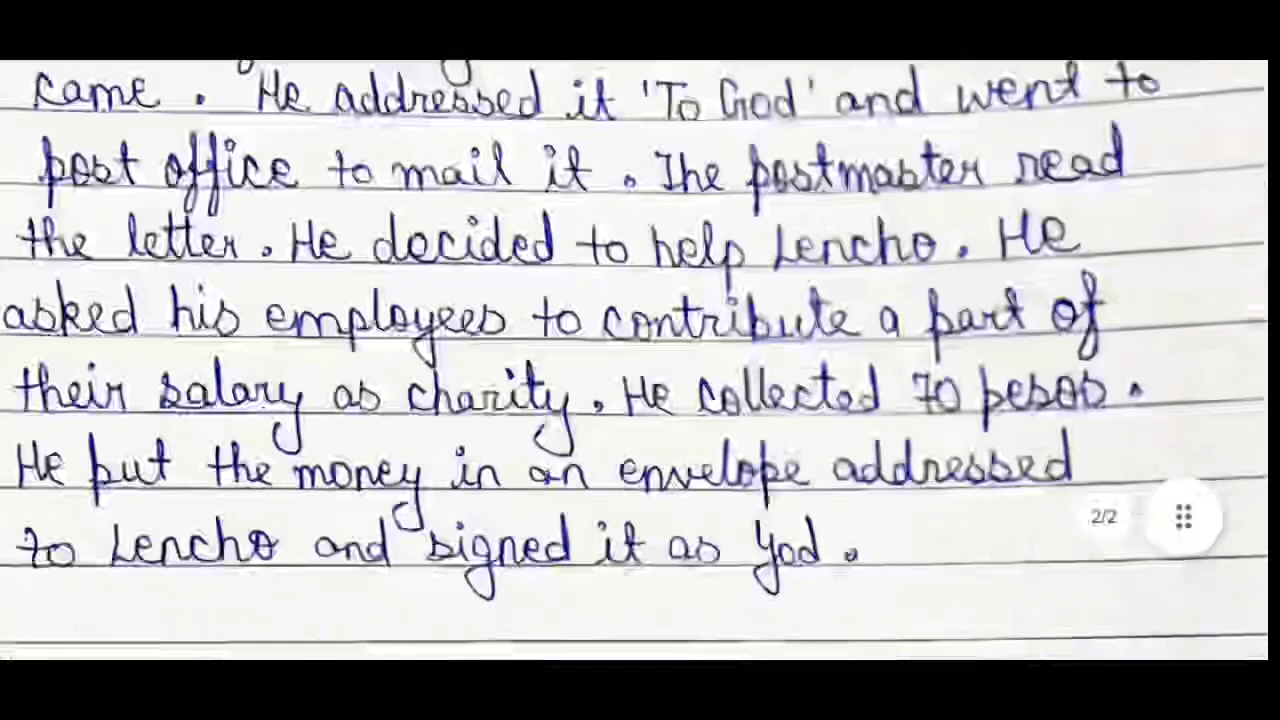 came. He addressed it 'To God' and went to
post office to mail it. The postmaster read
the letter. He decided to help Lencho. He
asked his employees to contribute a part of
their salary as charity. He collected 70 pesos.
He put the money in an envelope addressed
to Lencho and signed it as God.
2/2